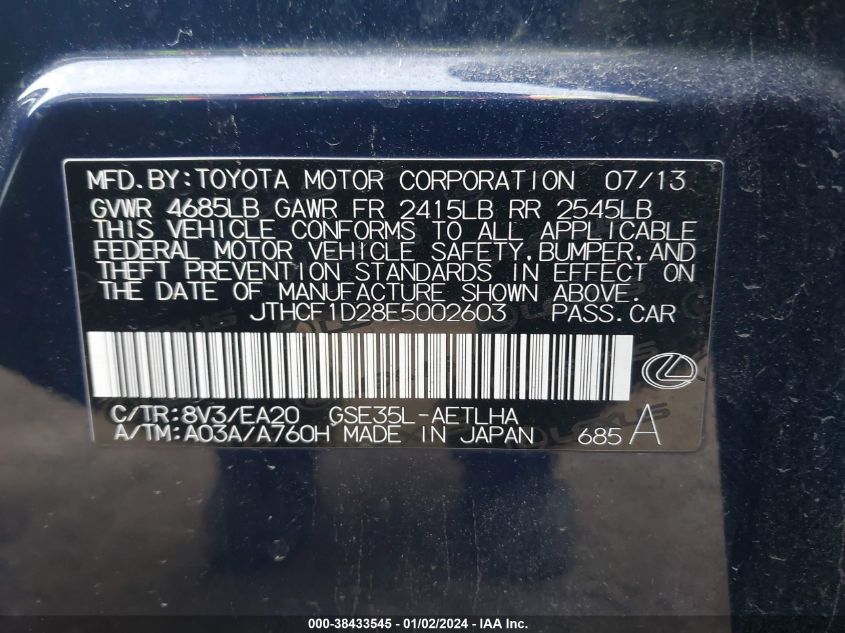 MFD.BY:TOYOTA MOTOR CORPORATION 07/13
GVWR 4685LB GAWR FR 2415LB RR 2545LB
THIS VEHICLE CONFORMS TO ALL APPLICABLE
FEDERAL MOTOR VEHICLE SAFETY,BUMPER,AND
THEFT PREVENTION STANDARDS IN EFFECT ON
THE DATE OF MANUFACTURE SHOWN ABOVE.
JTHCF1D28E5002603 PASS.CAR
C/TR:8V3/EA20 GSE35L-AETLHA
A/TM:A03A/A760H MADE IN JAPAN 685 A
000-38433545 - 01/02/2024 - © IAA, Inc.